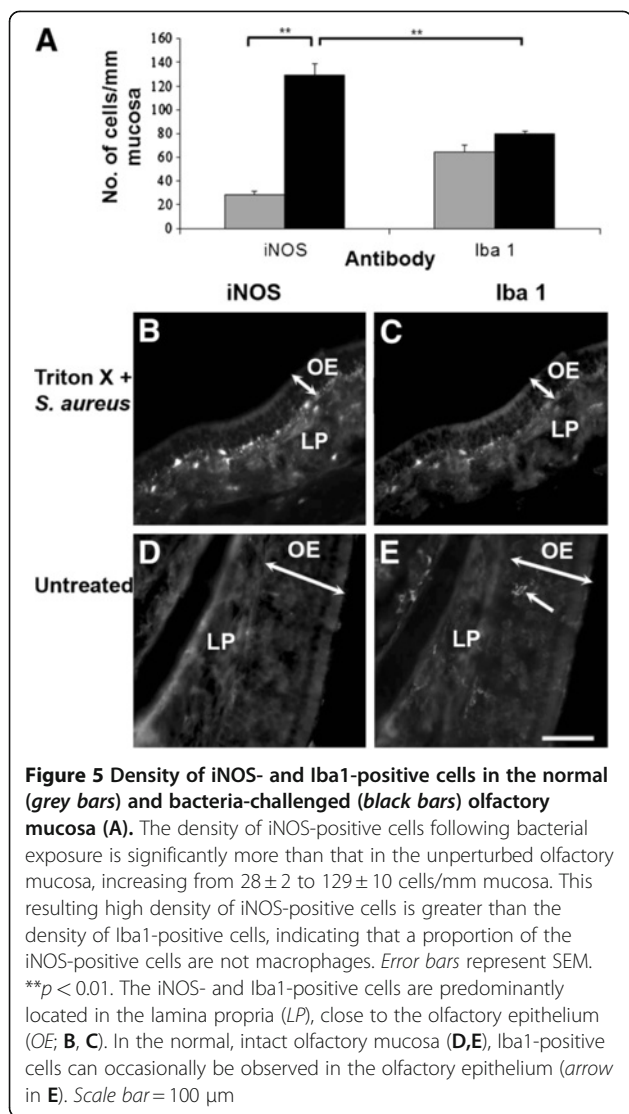 A
No. of cells/mm mucosa
160
140
120
100
80
60
40
20
0
**
**
iNOS
Iba 1
Antibody
iNOS
Iba 1
Triton X +
S. aureus
B
OE
LP
C
OE
LP
Untreated
D
OE
LP
E
OE
LP
Figure 5 Density of iNOS- and Iba1-positive cells in the normal
(grey bars) and bacteria-challenged (black bars) olfactory
mucosa (A). The density of iNOS-positive cells following bacterial
exposure is significantly more than that in the unperturbed olfactory
mucosa, increasing from 28 ± 2 to 129 ± 10 cells/mm mucosa. This
resulting high density of iNOS-positive cells is greater than the
density of Iba1-positive cells, indicating that a proportion of the
iNOS-positive cells are not macrophages. Error bars represent SEM.
**p < 0.01. The iNOS- and Iba1-positive cells are predominantly
located in the lamina propria (LP), close to the olfactory epithelium
(OE; B, C). In the normal, intact olfactory mucosa (D,E), Iba1-positive
cells can occasionally be observed in the olfactory epithelium (arrow
in E). Scale bar = 100 μm